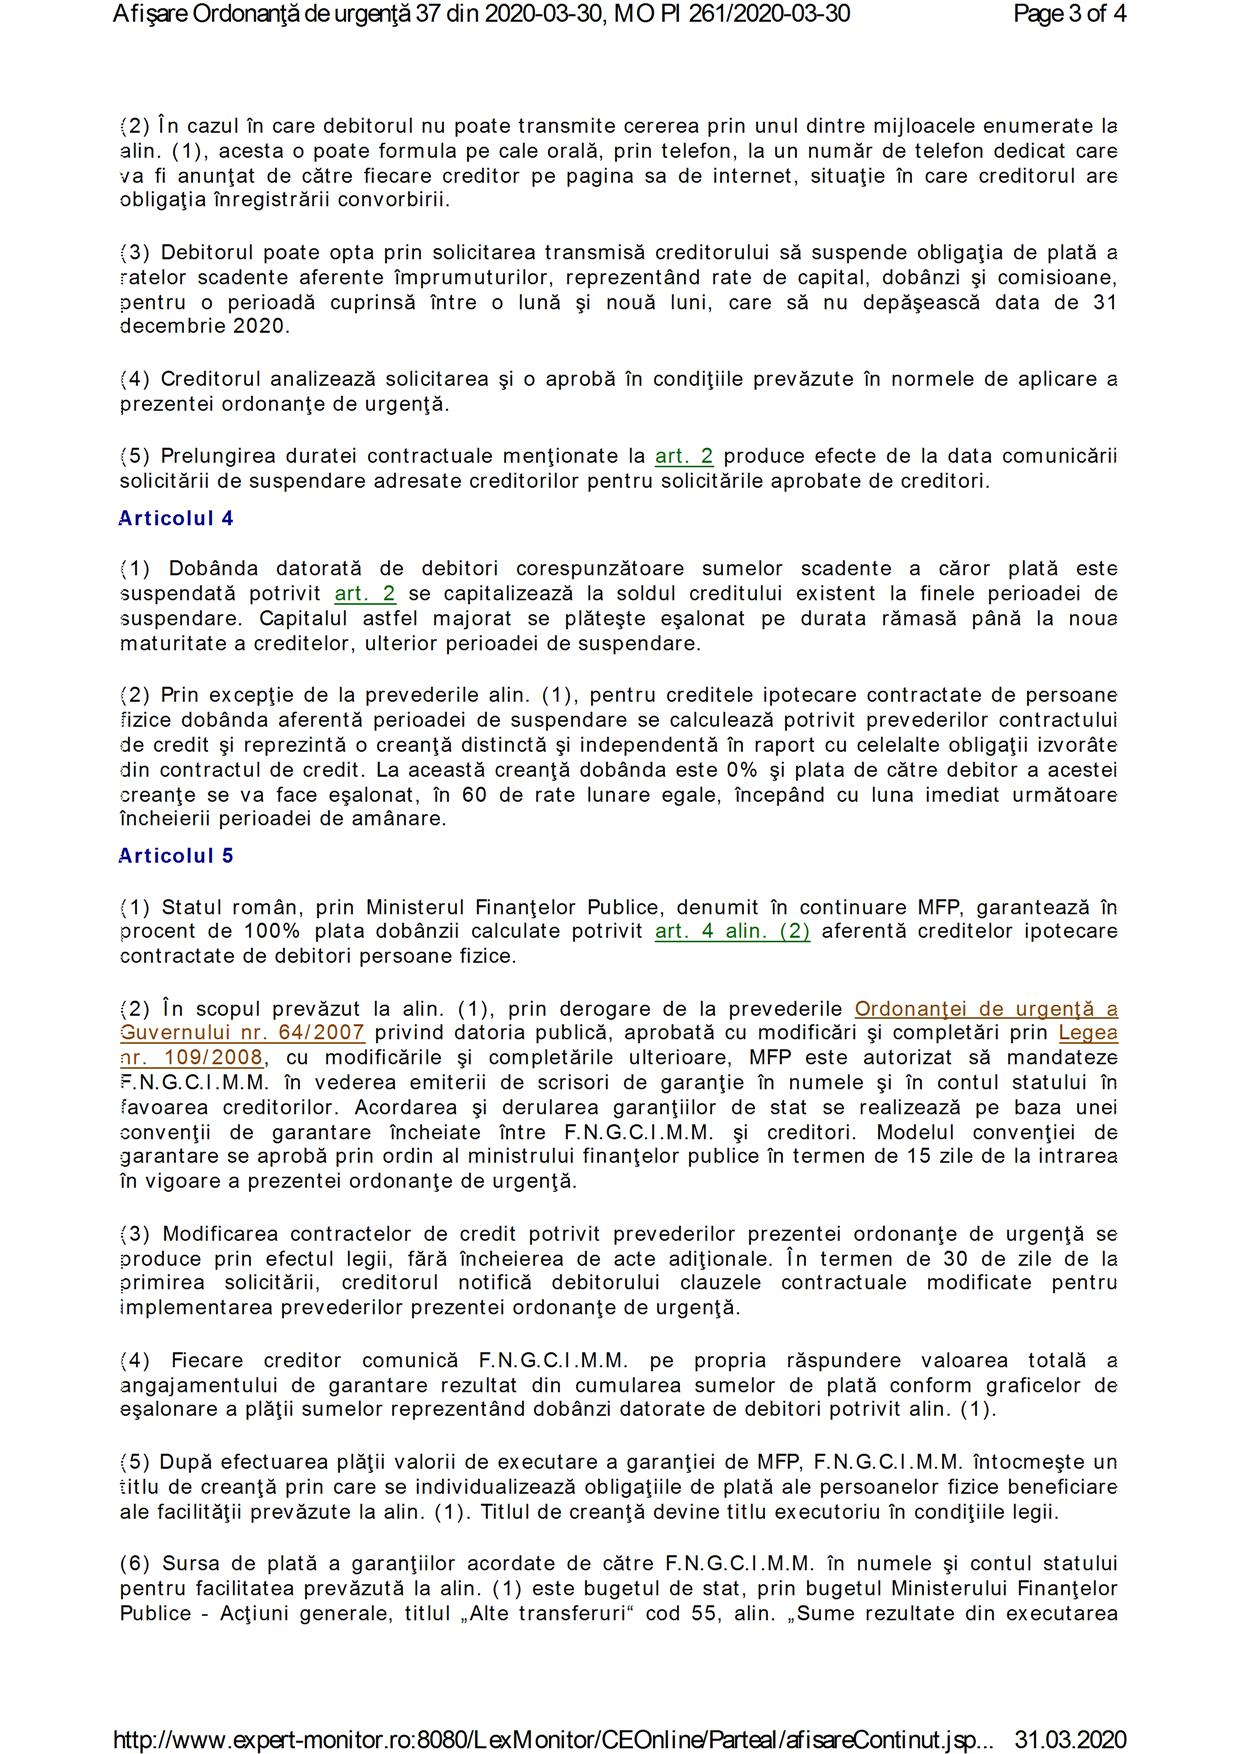 Afişare Ordonanţă de urgenţă 37 din 2020-03-30, MO PI 261/2020-03-30 Page 3 of 4
(2) În cazul în care debitorul nu poate transmite cererea prin unul dintre mijloacele enumerate la
alin. (1), acesta o poate formula pe cale orală, prin telefon, la un număr de telefon dedicat care
va fi anunţat de către fiecare creditor pe pagina sa de internet, situaţie în care creditorul are
obligaţia înregistrării convorbirii.
(3) Debitorul poate opta prin solicitarea transmisă creditorului să suspende obligaţia de plată a
ratelor scadente aferente împrumuturilor, reprezentând rate de capital, dobânzi şi comisioane,
pentru o perioadă cuprinsă între o lună şi nouă luni, care să nu depăşească data de 31
decembrie 2020.
(4) Creditorul analizează solicitarea şi o aprobă în condiţiile prevăzute în normele de aplicare a
prezentei ordonanţe de urgenţă.
(5) Prelungirea duratei contractuale menţionate la art. 2 produce efecte de la data comunicării
solicitării de suspendare adresate creditorilor pentru solicitările aprobate de creditori.
Articolul 4
(1) Dobânda datorată de debitori corespunzătoare sumelor scadente a căror plată este
suspendată potrivit art. 2 se capitalizează la soldul creditului existent la finele perioadei de
suspendare. Capitalul astfel majorat se plăteşte eşalonat pe durata rămasă până la noua
maturitate a creditelor, ulterior perioadei de suspendare.
(2) Prin excepţie de la prevederile alin. (1), pentru creditele ipotecare contractate de persoane
fizice dobânda aferentă perioadei de suspendare se calculează potrivit prevederilor contractului
de credit şi reprezintă o creanţă distinctă şi independentă în raport cu celelalte obligaţii izvorâte
din contractul de credit. La această creanţă dobânda este 0% şi plata de către debitor a acestei
creanţe se va face eşalonat, în 60 de rate lunare egale, începând cu luna imediat următoare
încheierii perioadei de amânare.
Articolul 5
(1) Statul român, prin Ministerul Finanţelor Publice, denumit în continuare MFP, garantează în
procent de 100% plata dobânzii calculate potrivit art. 4 alin. (2) aferentă creditelor ipotecare
contractate de debitori persoane fizice.
(2) În scopul prevăzut la alin. (1), prin derogare de la prevederile Ordonanţei de urgenţă a
Guvernului nr. 64/2007 privind datoria publică, aprobată cu modificări şi completări prin Legea
nr. 109/2008, cu modificările şi completările ulterioare, MFP este autorizat să mandateze
F.N.G.C.I.M.M. în vederea emiterii de scrisori de garanţie în numele şi în contul statului în
favoarea creditorilor. Acordarea şi derularea garanţiilor de stat se realizează pe baza unei
convenţii de garantare încheiate între F.N.G.C.I.M.M. şi creditori. Modelul convenţiei de
garantare se aprobă prin ordin al ministrului finanţelor publice în termen de 15 zile de la intrarea
în vigoare a prezentei ordonanţe de urgenţă.
(3) Modificarea contractelor de credit potrivit prevederilor prezentei ordonanţe de urgenţă se
produce prin efectul legii, fără încheierea de acte adiţionale. În termen de 30 de zile de la
primirea solicitării, creditorul notifică debitorului clauzele contractuale modificate pentru
implementarea prevederilor prezentei ordonanţe de urgenţă.
(4) Fiecare creditor comunică F.N.G.C.I.M.M. pe propria răspundere valoarea totală a
angajamentului de garantare rezultat din cumularea sumelor de plată conform graficelor de
eşalonare a plăţii sumelor reprezentând dobânzi datorate de debitori potrivit alin. (1).
(5) După efectuarea plăţii valorii de executare a garanţiei de MFP, F.N.G.C.I.M.M. întocmeşte un
titlu de creanţă prin care se individualizează obligaţiile de plată ale persoanelor fizice beneficiare
ale facilităţii prevăzute la alin. (1). Titlul de creanţă devine titlu executoriu în condiţiile legii.
(6) Sursa de plată a garanţiilor acordate de către F.N.G.C.I.M.M. în numele şi contul statului
pentru facilitatea prevăzută la alin. (1) este bugetul de stat, prin bugetul Ministerului Finanţelor
Publice - Acţiuni generale, titlul „Alte transferuri“ cod 55, alin. „Sume rezultate din executarea
http://www.expert-monitor.ro:8080/LexMonitor/CEOnline/ParteaI/afisareContinut.jsp... 31.03.2020